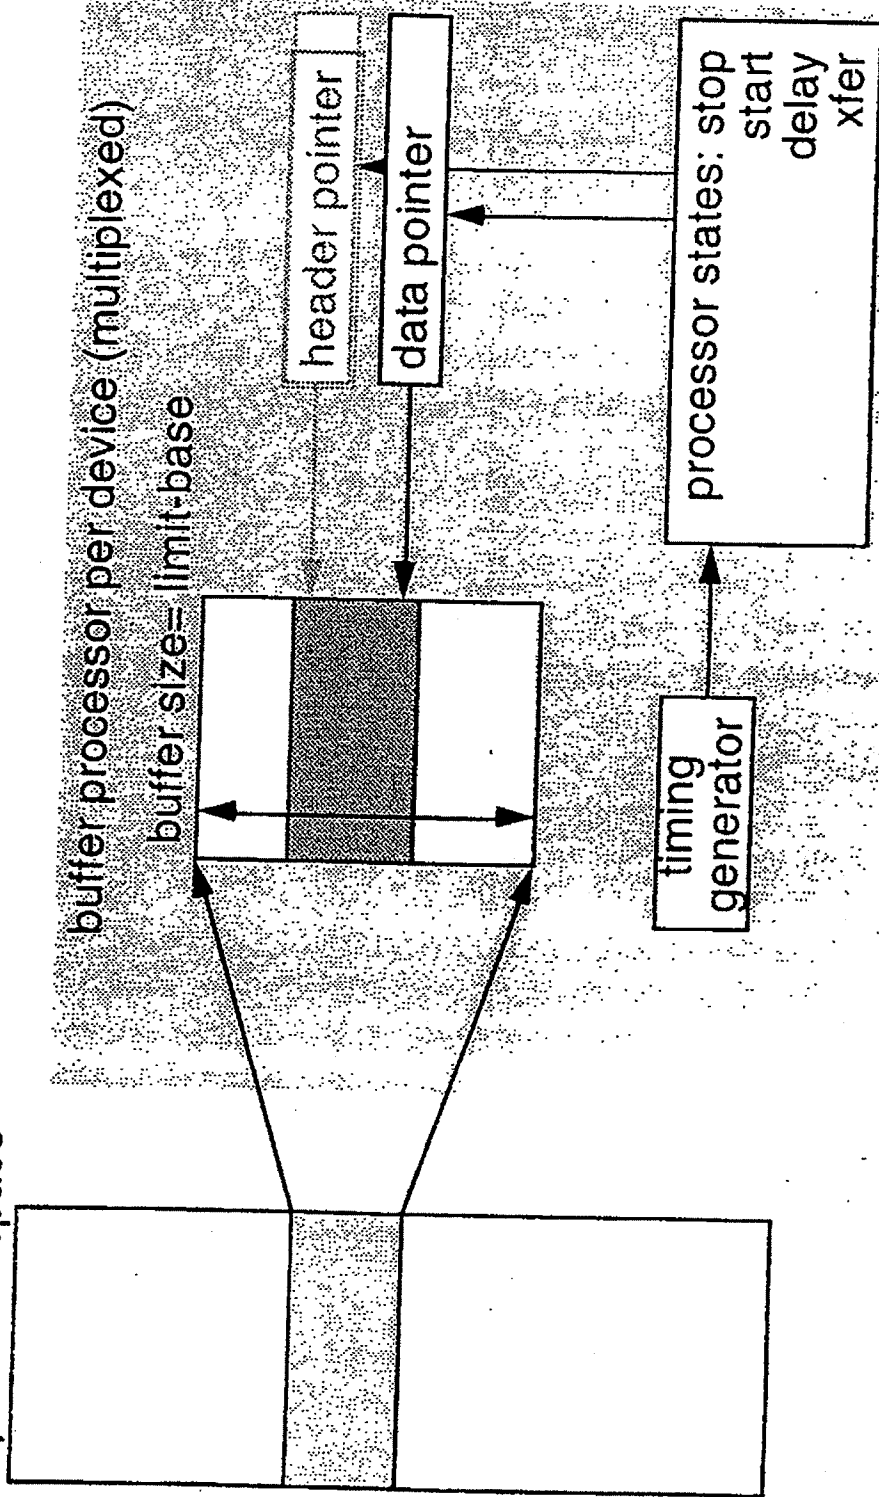 buffer processor per device (multiplexed)
buffer size= limit-base
header pointer
data pointer
timing
generator
processor states: stop
start
delay
xfer